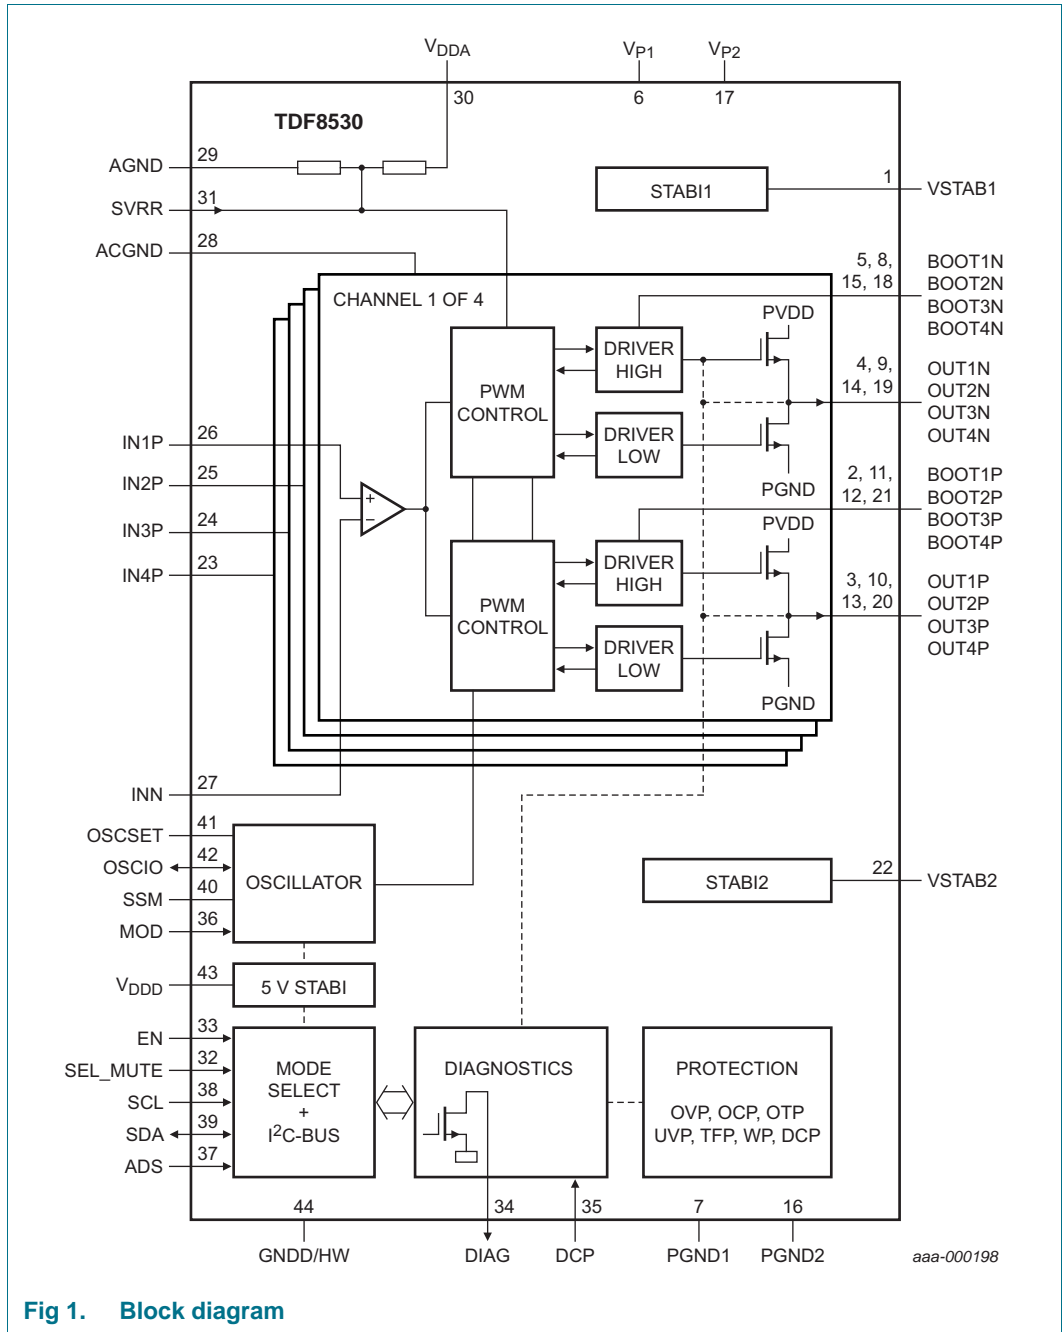 VDDA
VP1
VP2
30
6
17
TDF8530
AGND
29
SVRR
31
ACGND
28
STABI1
1
VSTAB1
CHANNEL 1 OF 4
5, 8,
15, 18
BOOT1N
BOOT2N
BOOT3N
BOOT4N
PVDD
PWM
CONTROL
DRIVER
HIGH
4, 9,
14, 19
OUT1N
OUT2N
OUT3N
OUT4N
DRIVER
LOW
PGND
IN1P
26
IN2P
25
IN3P
24
IN4P
23
+
−
2, 11,
12, 21
BOOT1P
BOOT2P
BOOT3P
BOOT4P
PVDD
PWM
CONTROL
DRIVER
HIGH
3, 10,
13, 20
OUT1P
OUT2P
OUT3P
OUT4P
DRIVER
LOW
PGND
INN
27
OSCSET
41
OSCIO
42
SSM
40
MOD
36
OSCILLATOR
STABI2
22
VSTAB2
VDDD
43
5 V STABI
EN
33
SEL_MUTE
32
SCL
38
SDA
39
ADS
37
MODE
SELECT
+
I2C-BUS
DIAGNOSTICS
PROTECTION
OVP, OCP, OTP
UVP, TFP, WP, DCP
44
34
35
7
16
GNDD/HW
DIAG
DCP
PGND1
PGND2
aaa-000198
Fig 1. Block diagram